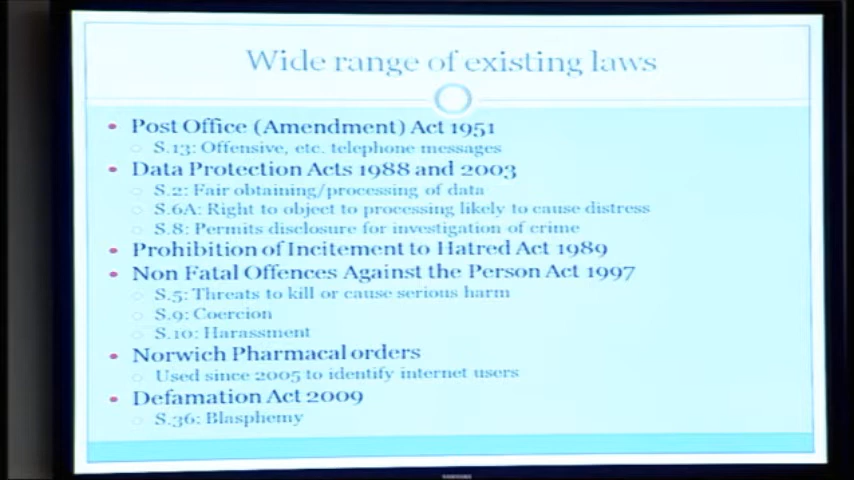 Wide range of existing laws
• Post Office (Amendment) Act 1951
○ S.13: Offensive, etc. telephone messages
• Data Protection Acts 1988 and 2003
○ S.2: Fair obtaining/processing of data
○ S.6A: Right to object to processing likely to cause distress
○ S.8: Permits disclosure for investigation of crime
• Prohibition of Incitement to Hatred Act 1989
• Non Fatal Offences Against the Person Act 1997
○ S.5: Threats to kill or cause serious harm
○ S.9: Coercion
○ S.10: Harassment
• Norwich Pharmacal orders
○ Used since 2005 to identify internet users
• Defamation Act 2009
○ S.36: Blasphemy